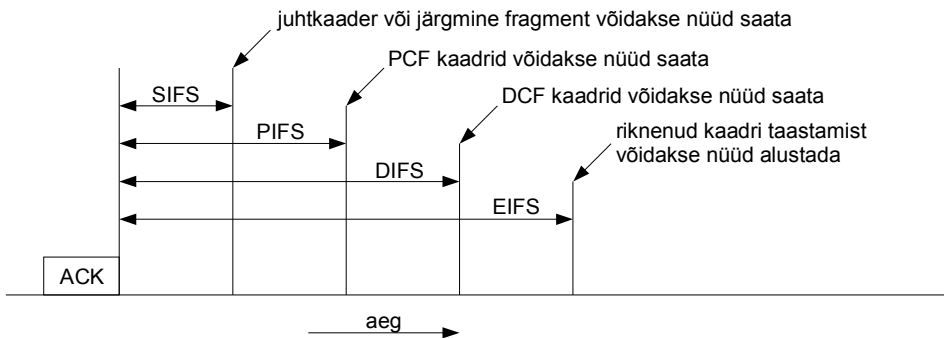 juhtkaader või järgmine fragment võidakse nüüd saata
PCF kaadrid võidakse nüüd saata
SIFS
DCF kaadrid võidakse nüüd saata
PIFS
riknenud kaadri taastamist
võidakse nüüd alustada
DIFS
EIFS
ACK
aeg